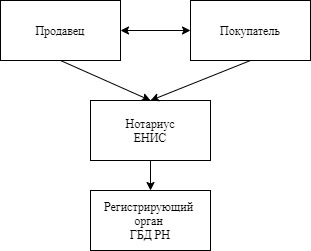 Продавец
Покупатель
Нотариус
ЕНИС
Регистрирующий
орган
ГБД РН